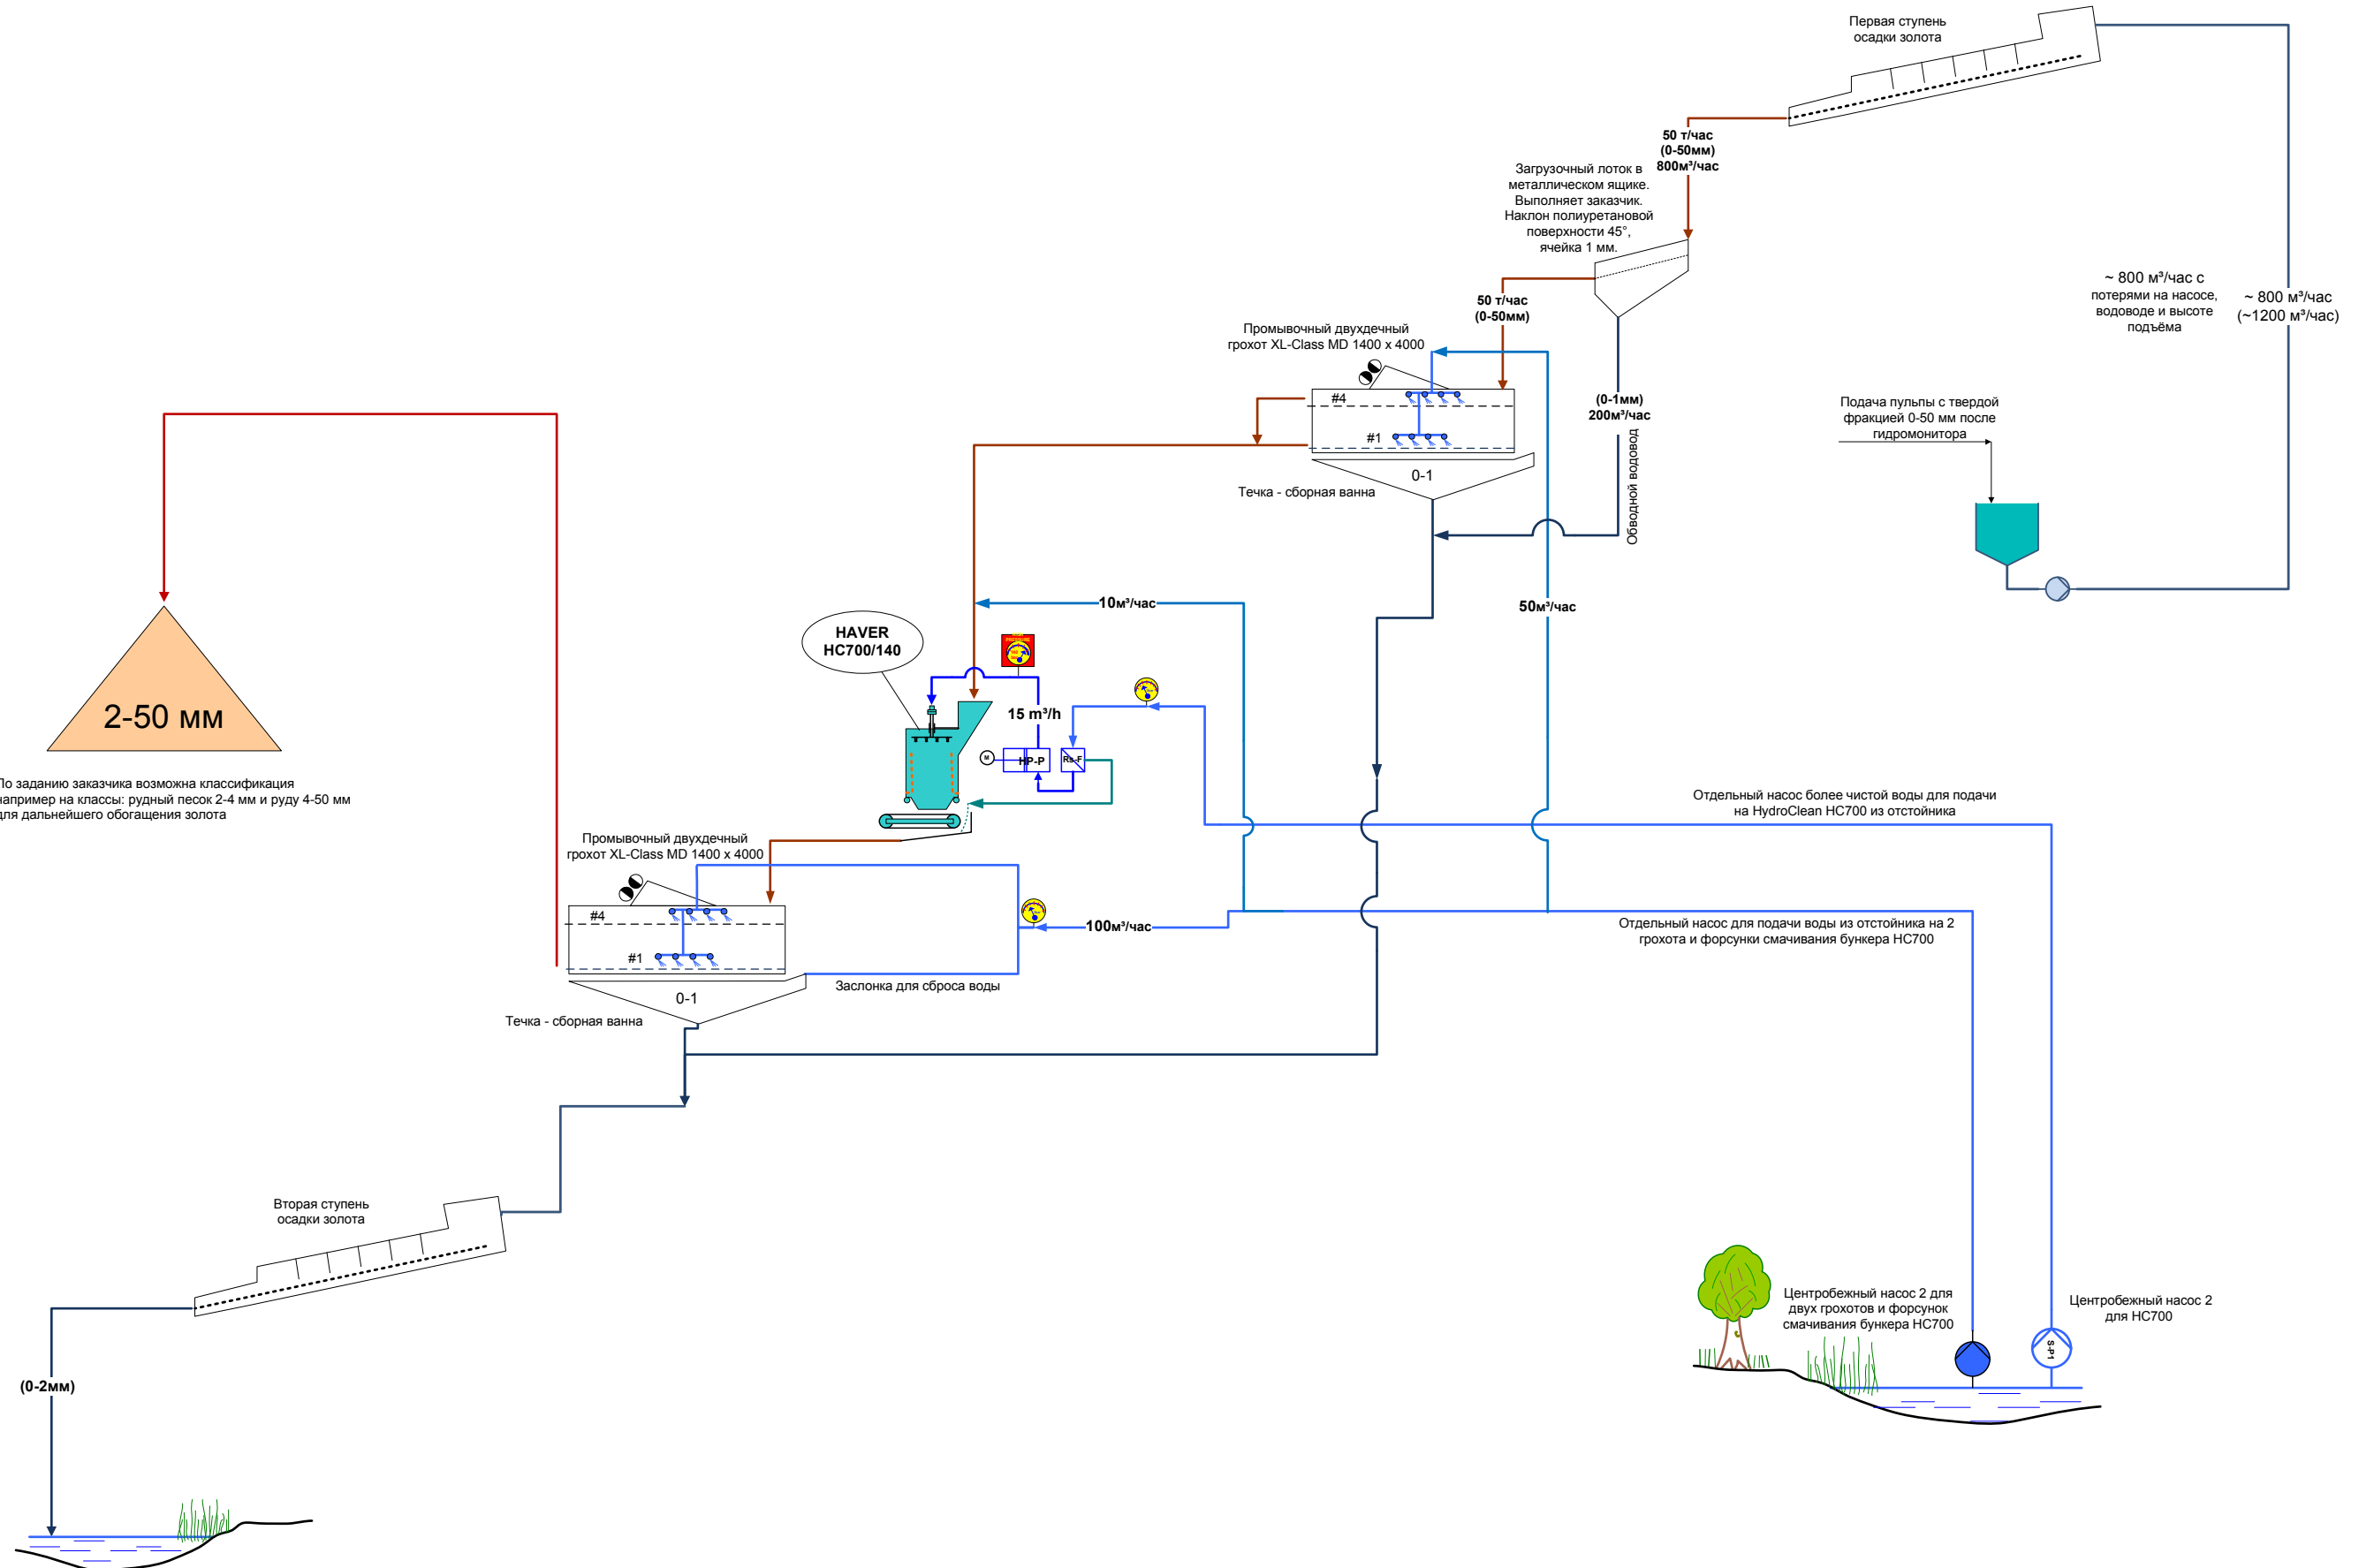 Первая ступень
осадки золота
50 т/час
(0-50мм)
800м³/час
Загрузочный лоток в
металлическом ящике.
Выполняет заказчик.
Наклон полиуретановой
поверхности 45°,
ячейка 1 мм.
~ 800 м³/час с
потерями на насосе,
водоводе и высоте
подъёма
~ 800 м³/час
(~1200 м³/час)
50 т/час
(0-50мм)
Промывочный двухдечный
грохот XL-Class MD 1400 x 4000
#4
#1
0-1
Течка - сборная ванна
(0-1мм)
200м³/час
Обводной водовод
Подача пульпы с твердой
фракцией 0-50 мм после
гидромонитора
10м³/час
50м³/час
HAVER
HC700/140
15 m³/h
M
HP-P
Rs-F
2-50 мм
По заданию заказчика возможна классификация
например на классы: рудный песок 2-4 мм и руду 4-50 мм
для дальнейшего обогащения золота
Отдельный насос более чистой воды для подачи
на HydroClean HC700 из отстойника
Промывочный двухдечный
грохот XL-Class MD 1400 x 4000
#4
#1
0-1
Течка - сборная ванна
100м³/час
Заслонка для сброса воды
Отдельный насос для подачи воды из отстойника на 2
грохота и форсунки смачивания бункера HC700
Вторая ступень
осадки золота
(0-2мм)
Центробежный насос 2 для
двух грохотов и форсунок
смачивания бункера HC700
Центробежный насос 2
для HC700
S-P1